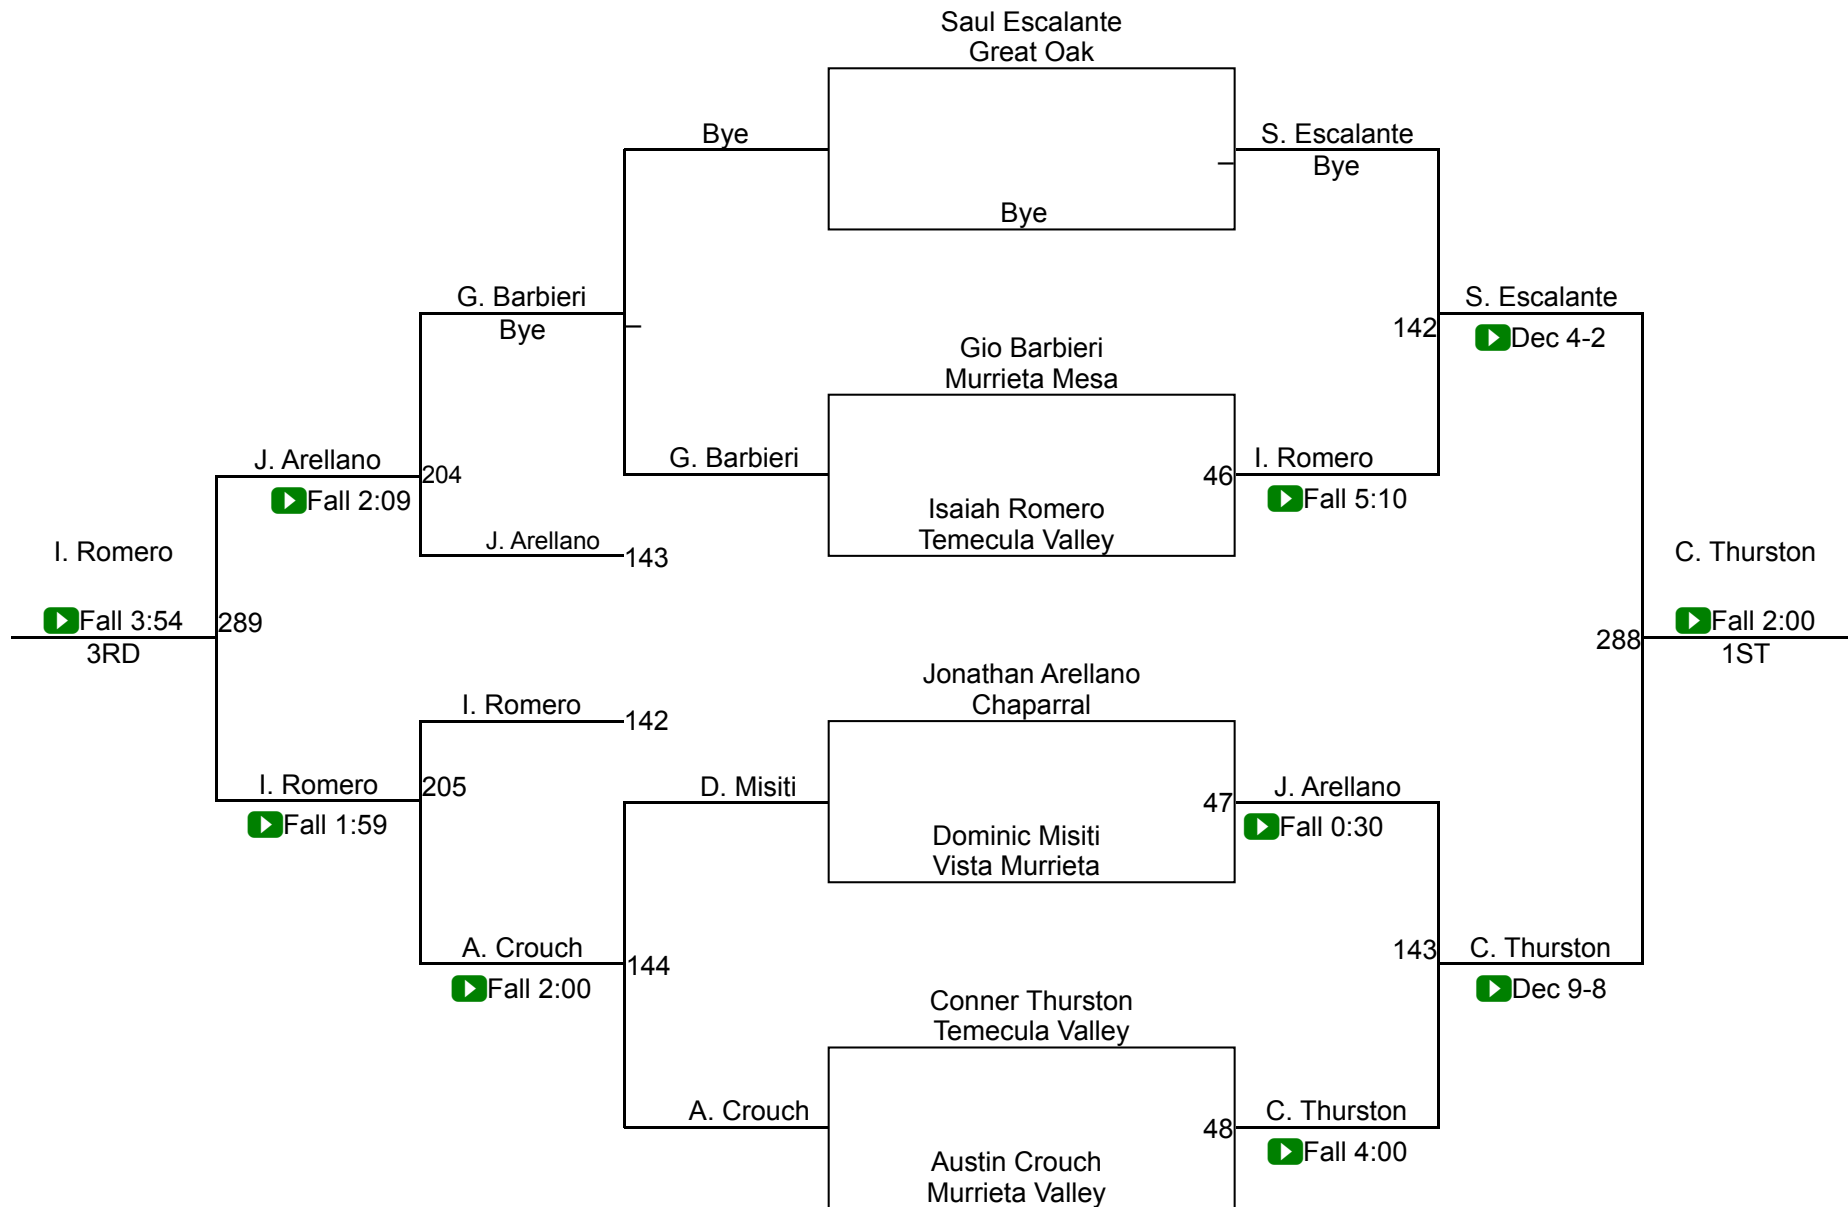 Saul Escalante
Great Oak
Bye
S. Escalante
Bye
Bye
G. Barbieri
Bye
S. Escalante
142
Dec 4-2
Gio Barbieri
Murrieta Mesa
J. Arellano
204
Fall 2:09
G. Barbieri
46
I. Romero
Fall 5:10
Isaiah Romero
Temecula Valley
J. Arellano
143
I. Romero
Fall 3:54
289
3RD
C. Thurston
288
Fall 2:00
1ST
Jonathan Arellano
Chaparral
I. Romero
142
I. Romero
205
Fall 1:59
D. Misiti
47
J. Arellano
Fall 0:30
Dominic Misiti
Vista Murrieta
A. Crouch
144
Fall 2:00
143
C. Thurston
Dec 9-8
Conner Thurston
Temecula Valley
A. Crouch
48
C. Thurston
Fall 4:00
Austin Crouch
Murrieta Valley